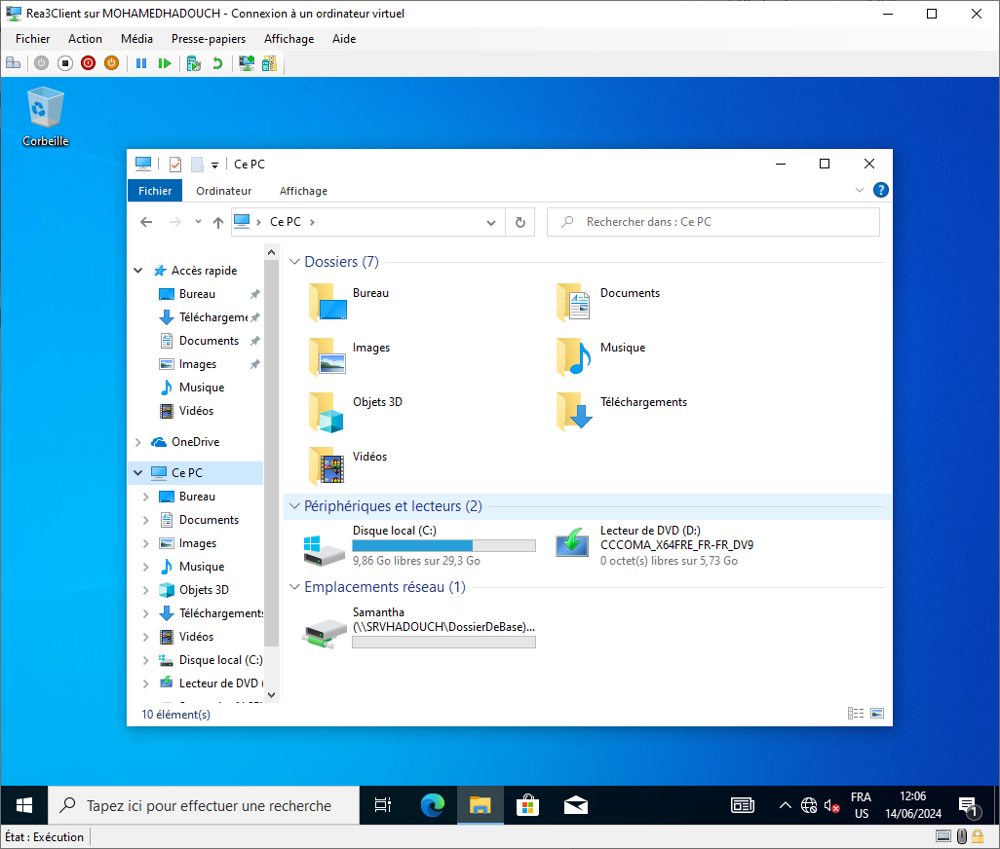 Rea3Client sur MOHAMEDHADOUCH - Connexion à un ordinateur virtuel
Fichier Action Média Presse-papiers Affichage Aide
Corbeille
Ce PC
Fichier Ordinateur Affichage
Ce PC
Rechercher dans : Ce PC
Accès rapide
Bureau
Téléchargeme
Documents
Images
Musique
Vidéos
OneDrive
Ce PC
Bureau
Documents
Images
Musique
Objets 3D
Téléchargements
Vidéos
Disque local (C:)
Lecteur de DVD (
Dossiers (7)
Bureau
Documents
Images
Musique
Objets 3D
Téléchargements
Vidéos
Périphériques et lecteurs (2)
Disque local (C:)
9,86 Go libres sur 29,3 Go
Lecteur de DVD (D:)
CCCOMA_X64FRE_FR-FR_DV9
0 octet(s) libres sur 5,73 Go
Emplacements réseau (1)
Samantha
(\\SRVHADOUCH\DossierDeBase)...
10 élément(s)
Tapez ici pour effectuer une recherche
FRA
US
12:06
14/06/2024
1
État : Exécution